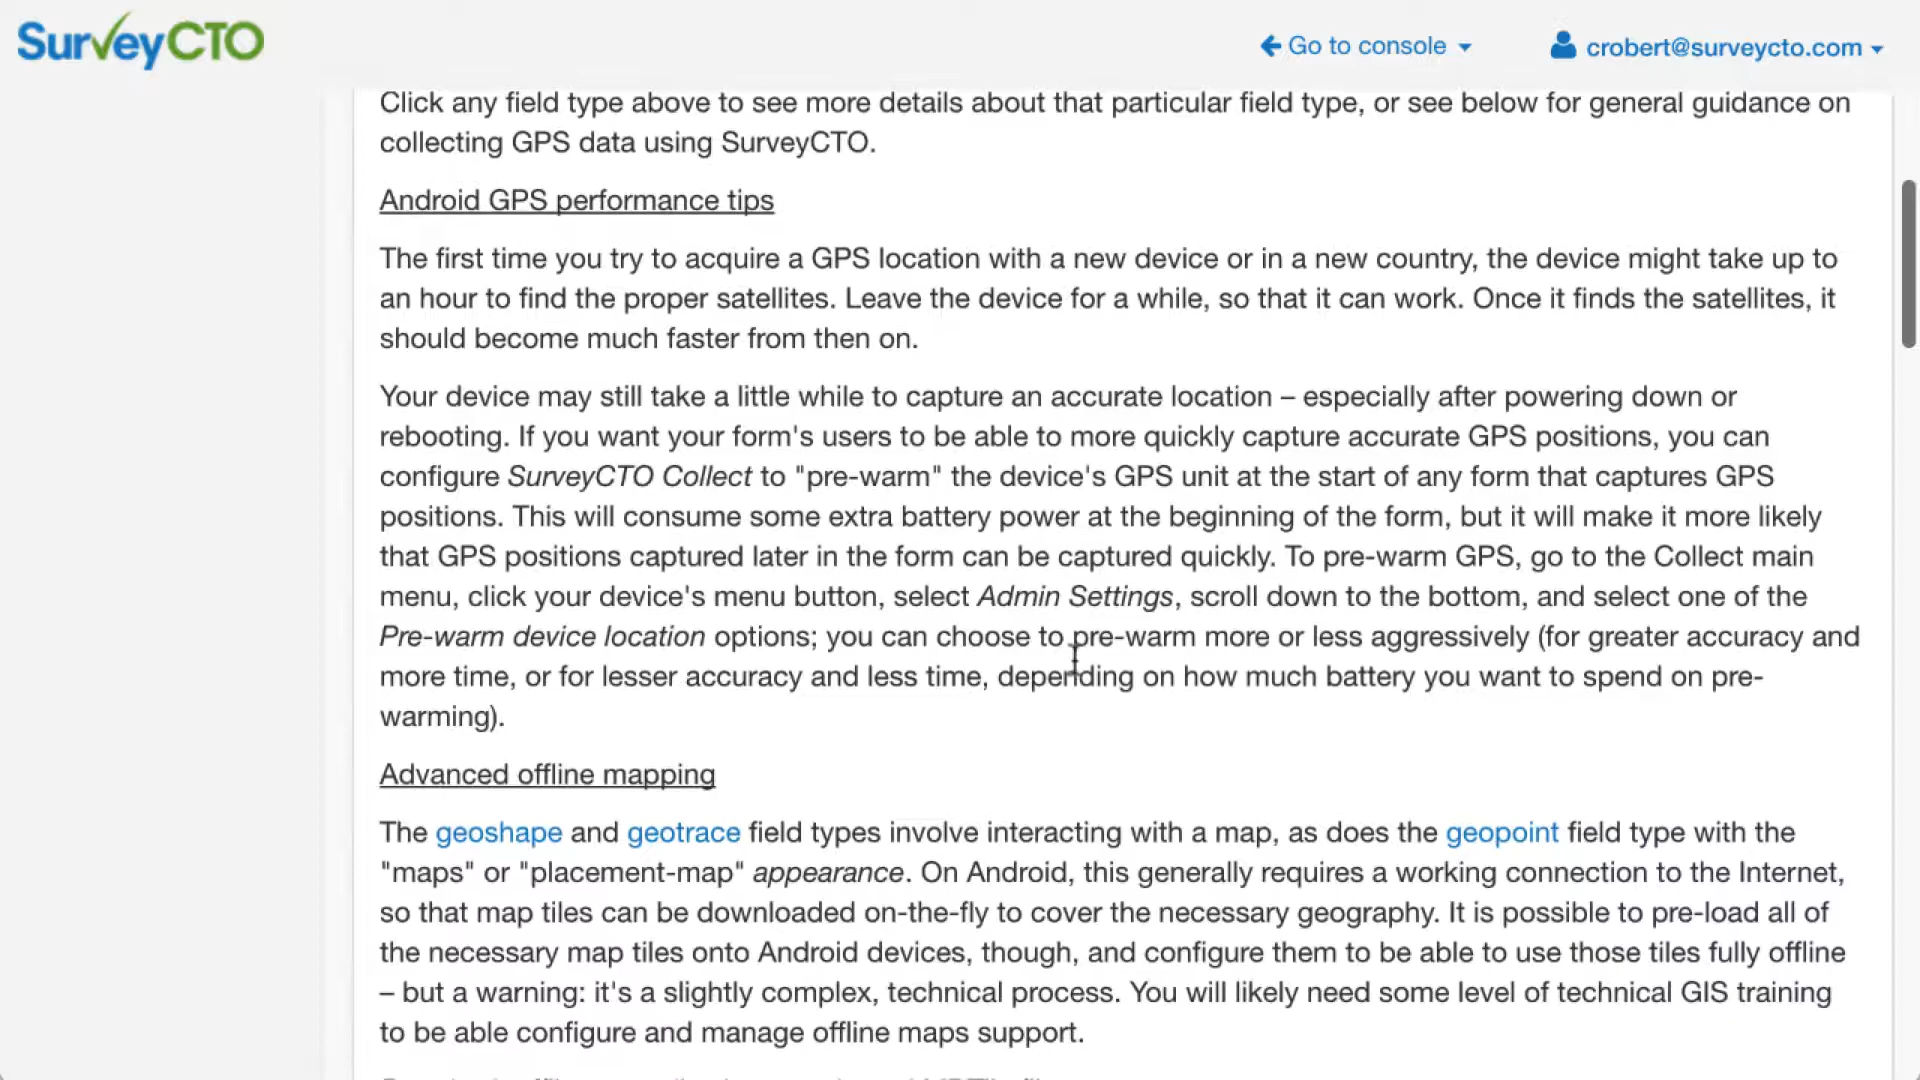 SurveyCTO
Go to console
crobert@surveycto.com
Click any field type above to see more details about that particular field type, or see below for general guidance on
collecting GPS data using SurveyCTO.
Android GPS performance tips
The first time you try to acquire a GPS location with a new device or in a new country, the device might take up to
an hour to find the proper satellites. Leave the device for a while, so that it can work. Once it finds the satellites, it
should become much faster from then on.
Your device may still take a little while to capture an accurate location – especially after powering down or
rebooting. If you want your form's users to be able to more quickly capture accurate GPS positions, you can
configure SurveyCTO Collect to "pre-warm" the device's GPS unit at the start of any form that captures GPS
positions. This will consume some extra battery power at the beginning of the form, but it will make it more likely
that GPS positions captured later in the form can be captured quickly. To pre-warm GPS, go to the Collect main
menu, click your device's menu button, select Admin Settings, scroll down to the bottom, and select one of the
Pre-warm device location options; you can choose to pre-warm more or less aggressively (for greater accuracy and
more time, or for lesser accuracy and less time, depending on how much battery you want to spend on pre-
warming).
Advanced offline mapping
The geoshape and geotrace field types involve interacting with a map, as does the geopoint field type with the
"maps" or "placement-map" appearance. On Android, this generally requires a working connection to the Internet,
so that map tiles can be downloaded on-the-fly to cover the necessary geography. It is possible to pre-load all of
the necessary map tiles onto Android devices, though, and configure them to be able to use those tiles fully offline
– but a warning: it's a slightly complex, technical process. You will likely need some level of technical GIS training
to be able configure and manage offline maps support.